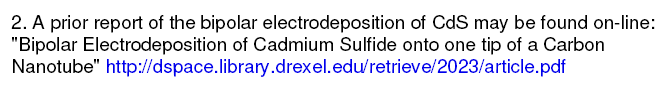 2. A prior report of the bipolar electrodeposition of CdS may be found on-line:
"Bipolar Electrodeposition of Cadmium Sulfide onto one tip of a Carbon
Nanotube" http://dspace.library.drexel.edu/retrieve/2023/article.pdf